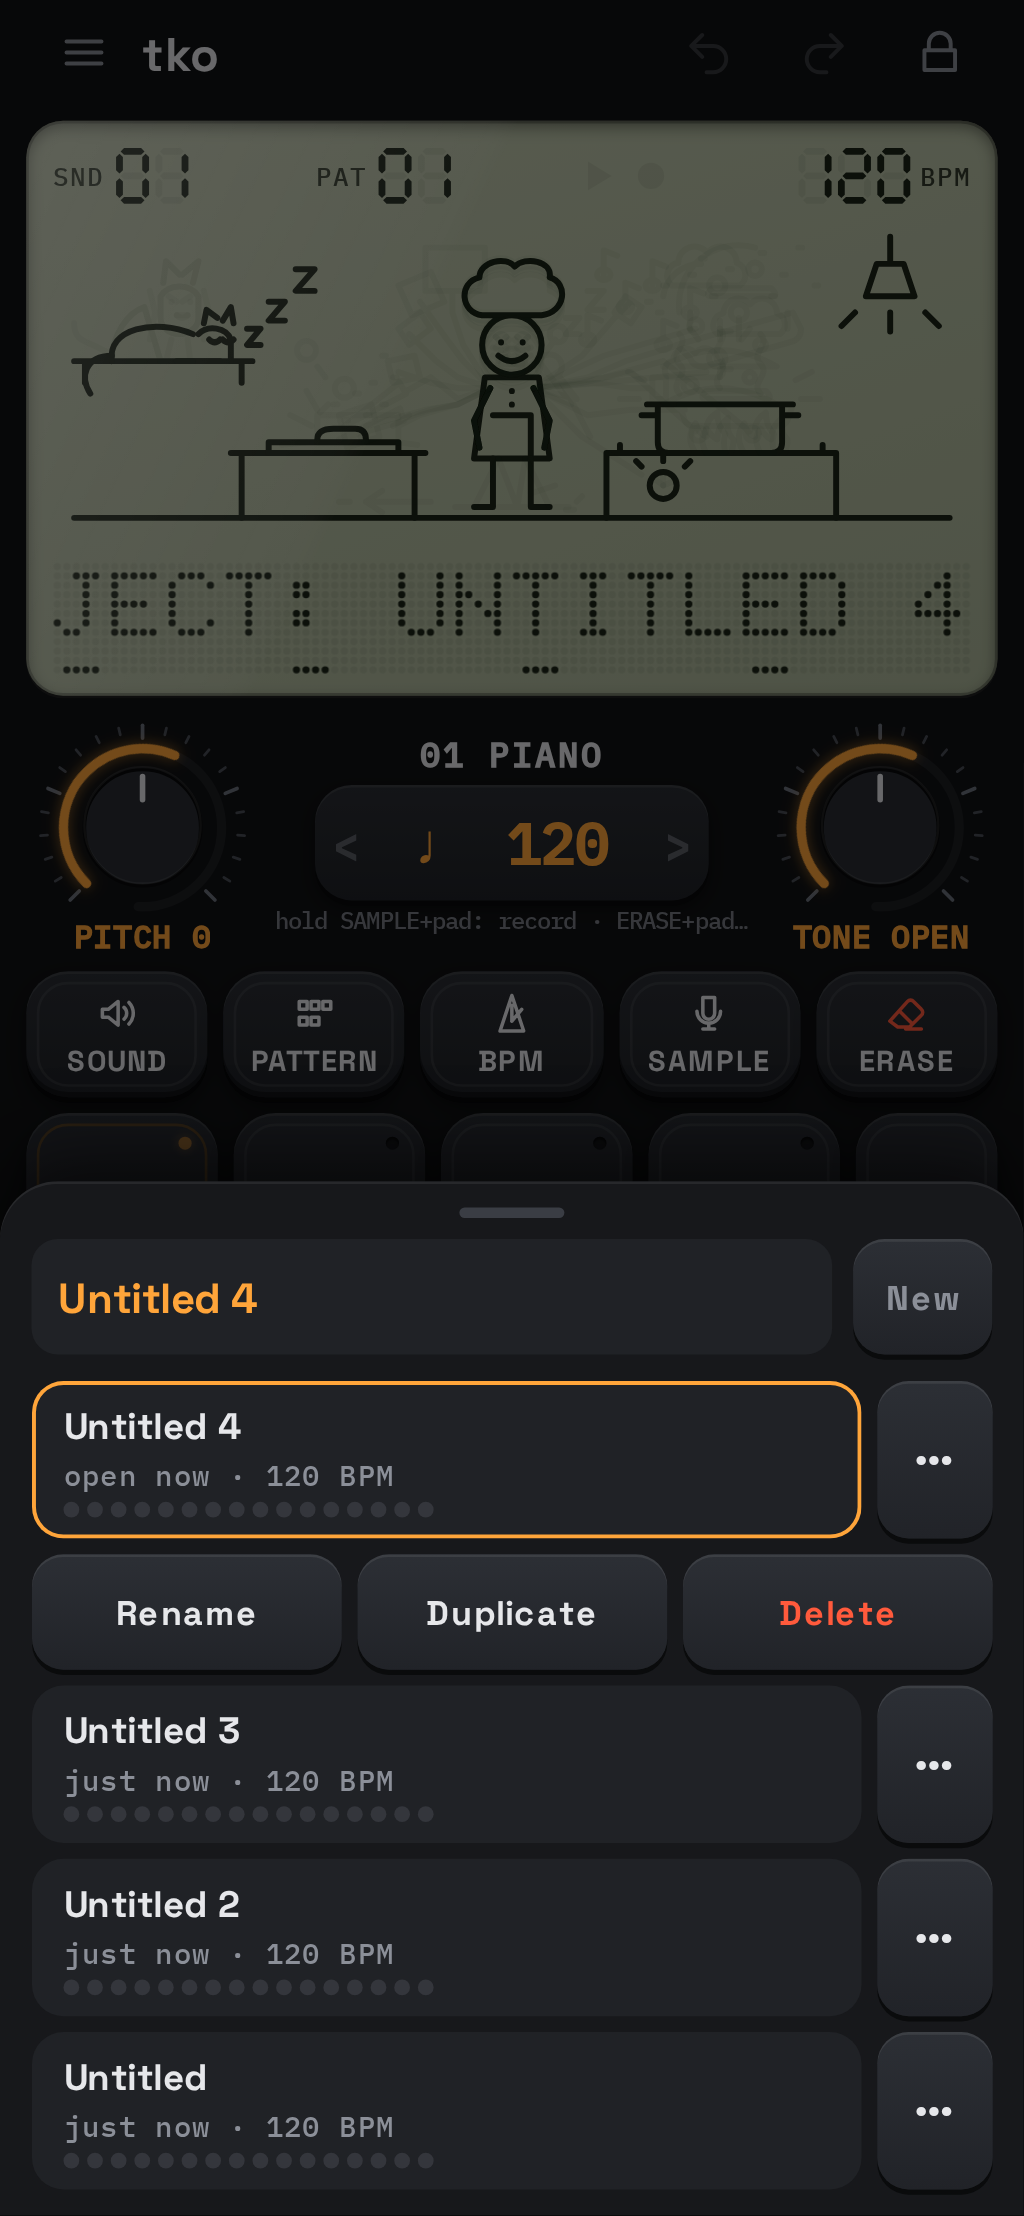 tko
SND 01 PAT 01 120 BPM
z z z
JECT: UNTITLED 4
01 PIANO
< ♩ 120 >
hold SAMPLE+pad: record · ERASE+pad…
PITCH 0 TONE OPEN
SOUND PATTERN BPM SAMPLE ERASE
Untitled 4 New
Untitled 4
open now · 120 BPM
Rename Duplicate Delete
Untitled 3
just now · 120 BPM
Untitled 2
just now · 120 BPM
Untitled
just now · 120 BPM